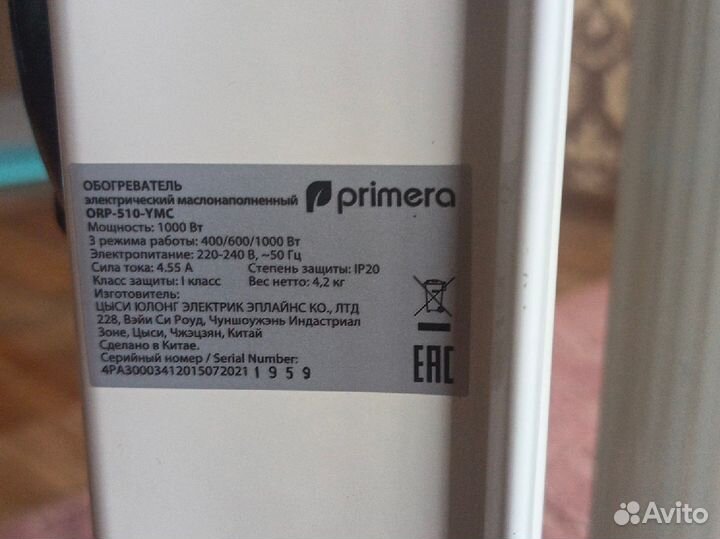 ОБОГРЕВАТЕЛЬ
электрический маслонаполненный
primera
ORP-510-YMC
Мощность: 1000 Вт
3 режима работы: 400/600/1000 Вт
Электропитание: 220-240 В, ~50 Гц
Сила тока: 4.55 А Степень защиты: IP20
Класс защиты: I класс Вес нетто: 4,2 кг
Изготовитель:
ЦЫСИ ЮЛОНГ ЭЛЕКТРИК ЭПЛАЙНС КО., ЛТД
228, Вэйи Си Роуд, Чуншоужэнь Индастриал
Зоне, Цыси, Чжэцзян, Китай
Сделано в Китае.
Серийный номер / Serial Number:
4PA30003412015072021 1959
EAC
Avito